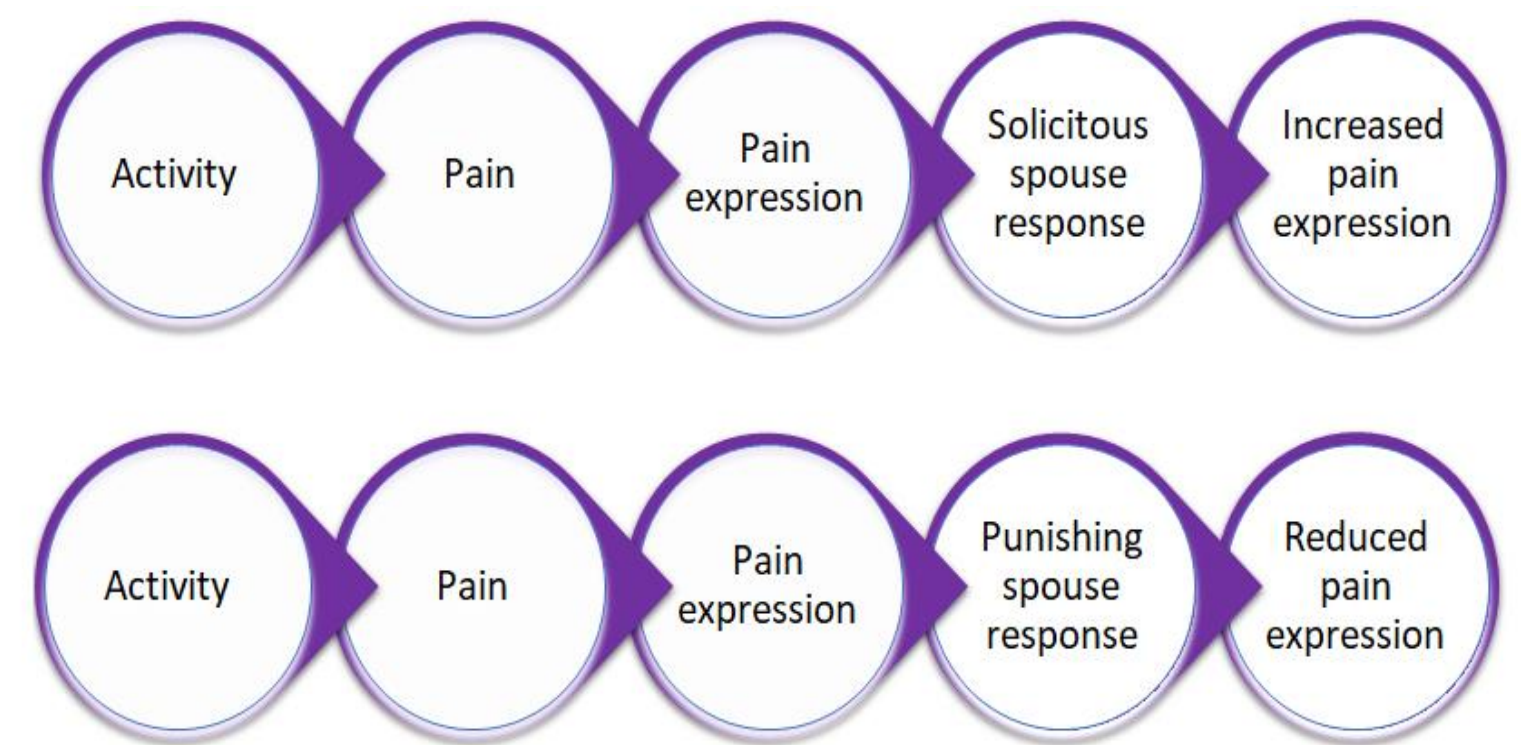 Activity
Pain
Pain
expression
Solicitous
spouse
response
Increased
pain
expression
Activity
Pain
Pain
expression
Punishing
spouse
response
Reduced
pain
expression